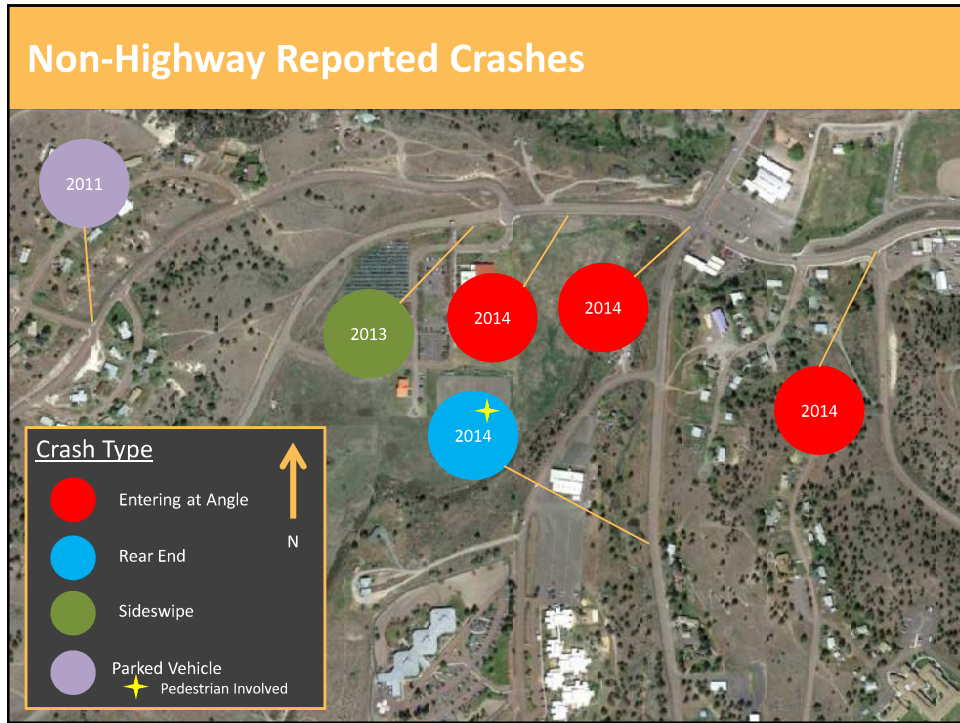 Non-Highway Reported Crashes
2011
2013
2014
2014
2014
2014
Crash Type
Entering at Angle
Rear End
Sideswipe
Parked Vehicle
Pedestrian Involved
N